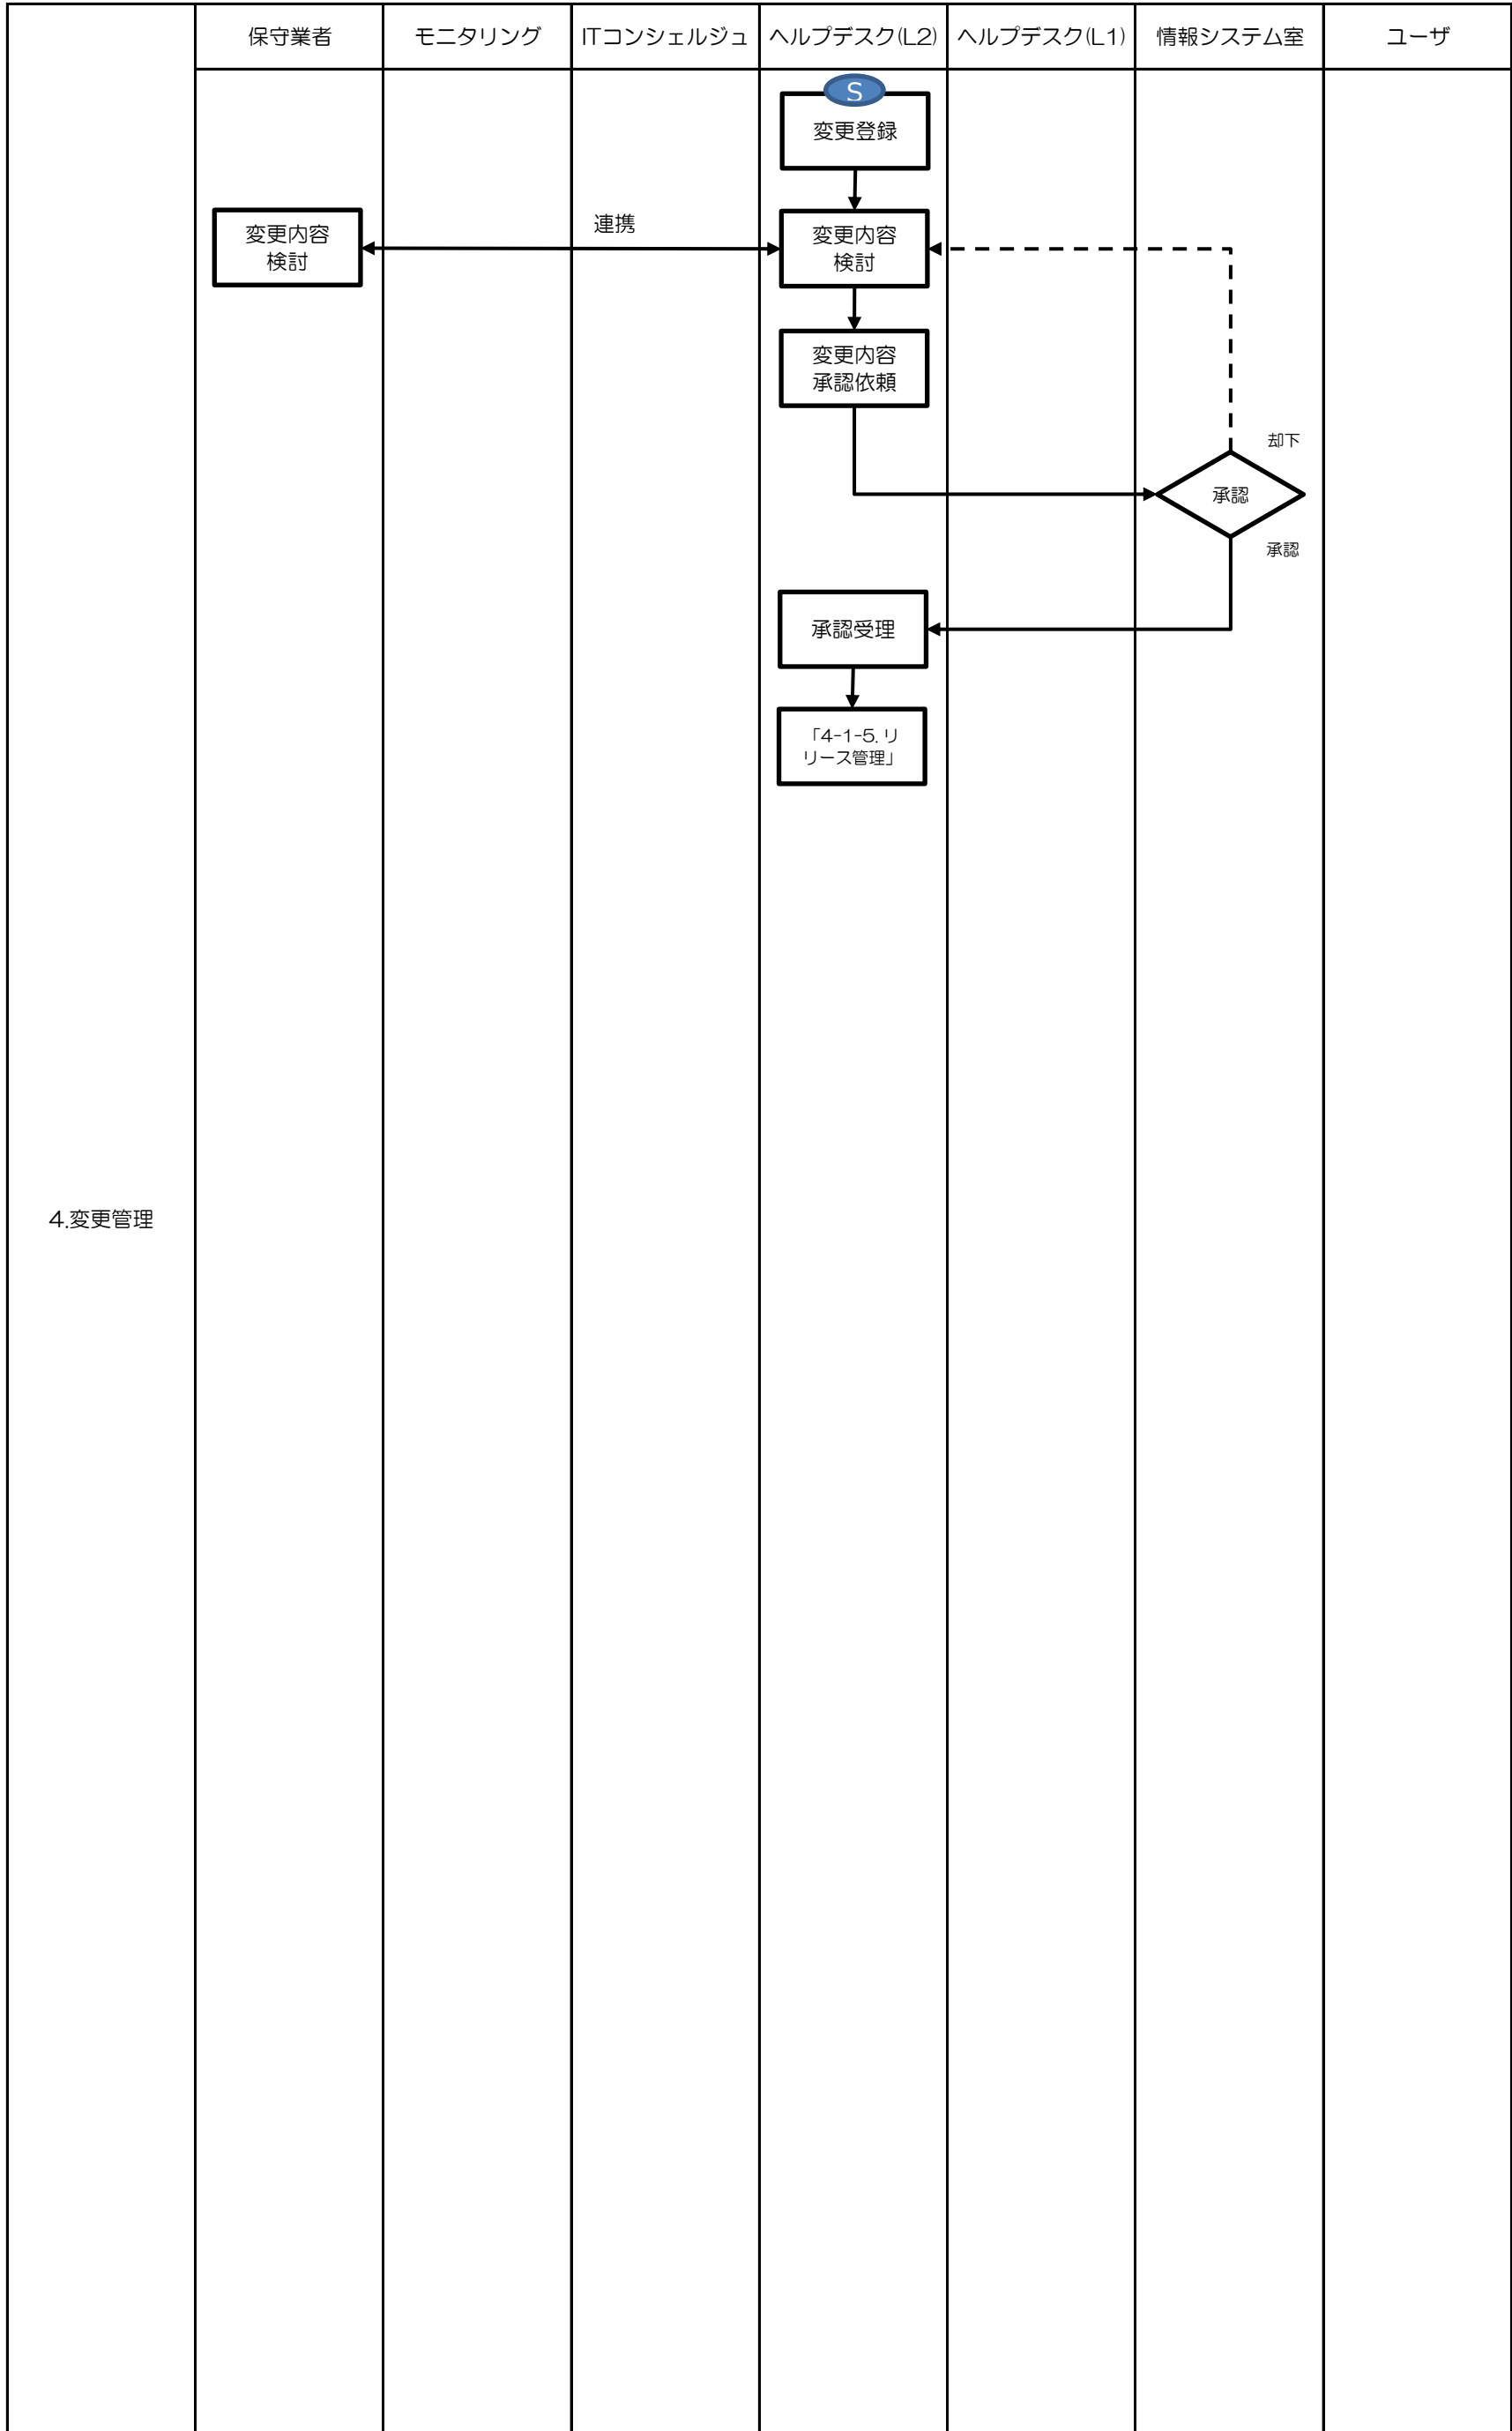 保守業者
モニタリング
ITコンシェルジュ
ヘルプデスク(L2)
ヘルプデスク(L1)
情報システム室
ユーザ
S
変更登録
変更内容
検討
連携
変更内容
検討
変更内容
承認依頼
却下
承認
承認
承認受理
「4-1-5.リ
リース管理」
4.変更管理